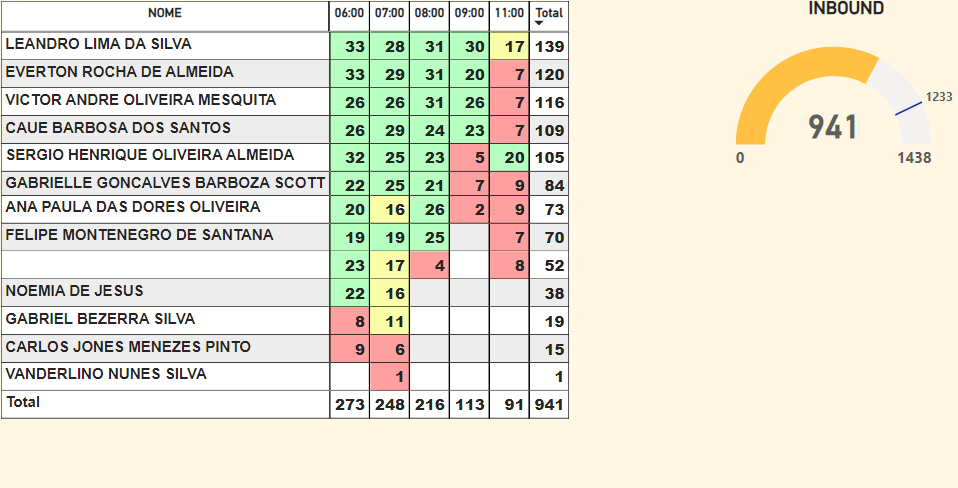 NOME 06:00 07:00 08:00 09:00 11:00 Total
LEANDRO LIMA DA SILVA 33 28 31 30 17 139
EVERTON ROCHA DE ALMEIDA 33 29 31 20 7 120
VICTOR ANDRE OLIVEIRA MESQUITA 26 26 31 26 7 116
CAUE BARBOSA DOS SANTOS 26 29 24 23 7 109
SERGIO HENRIQUE OLIVEIRA ALMEIDA 32 25 23 5 20 105
GABRIELLE GONCALVES BARBOZA SCOTT 22 25 21 7 9 84
ANA PAULA DAS DORES OLIVEIRA 20 16 26 2 9 73
FELIPE MONTENEGRO DE SANTANA 19 19 25 7 70
23 17 4 8 52
NOEMIA DE JESUS 22 16 38
GABRIEL BEZERRA SILVA 8 11 19
CARLOS JONES MENEZES PINTO 9 6 15
VANDERLINO NUNES SILVA 1 1
Total 273 248 216 113 91 941
INBOUND
1233
941
0 1438